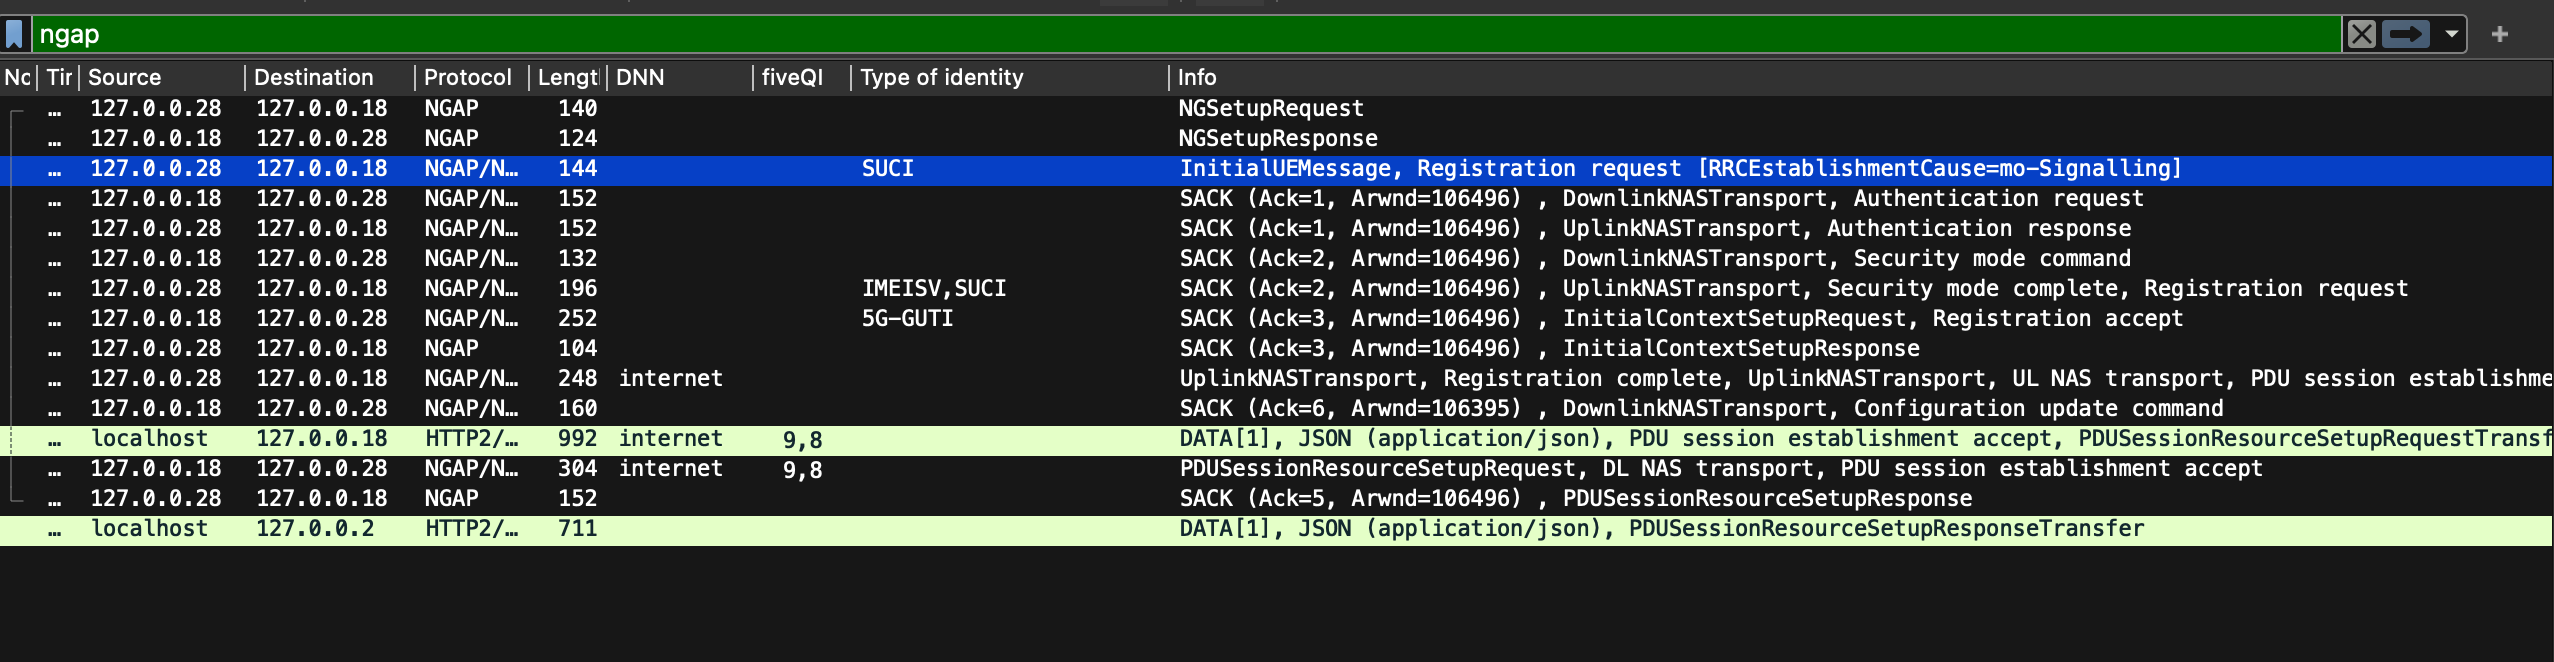 ngap
No Tir Source Destination Protocol Lengtl DNN fiveQI Type of identity Info
… 127.0.0.28 127.0.0.18 NGAP 140 NGSetupRequest
… 127.0.0.18 127.0.0.28 NGAP 124 NGSetupResponse
… 127.0.0.28 127.0.0.18 NGAP/N… 144 SUCI InitialUEMessage, Registration request [RRCEstablishmentCause=mo-Signalling]
… 127.0.0.18 127.0.0.28 NGAP/N… 152 SACK (Ack=1, Arwnd=106496) , DownlinkNASTransport, Authentication request
… 127.0.0.28 127.0.0.18 NGAP/N… 152 SACK (Ack=1, Arwnd=106496) , UplinkNASTransport, Authentication response
… 127.0.0.18 127.0.0.28 NGAP/N… 132 SACK (Ack=2, Arwnd=106496) , DownlinkNASTransport, Security mode command
… 127.0.0.28 127.0.0.18 NGAP/N… 196 IMEISV,SUCI SACK (Ack=2, Arwnd=106496) , UplinkNASTransport, Security mode complete, Registration request
… 127.0.0.18 127.0.0.28 NGAP/N… 252 5G-GUTI SACK (Ack=3, Arwnd=106496) , InitialContextSetupRequest, Registration accept
… 127.0.0.28 127.0.0.18 NGAP 104 SACK (Ack=3, Arwnd=106496) , InitialContextSetupResponse
… 127.0.0.28 127.0.0.18 NGAP/N… 248 internet UplinkNASTransport, Registration complete, UplinkNASTransport, UL NAS transport, PDU session establishme
… 127.0.0.18 127.0.0.28 NGAP/N… 160 SACK (Ack=6, Arwnd=106395) , DownlinkNASTransport, Configuration update command
… localhost 127.0.0.18 HTTP2/… 992 internet 9,8 DATA[1], JSON (application/json), PDU session establishment accept, PDUSessionResourceSetupRequestTransf
… 127.0.0.18 127.0.0.28 NGAP/N… 304 internet 9,8 PDUSessionResourceSetupRequest, DL NAS transport, PDU session establishment accept
… 127.0.0.28 127.0.0.18 NGAP 152 SACK (Ack=5, Arwnd=106496) , PDUSessionResourceSetupResponse
… localhost 127.0.0.2 HTTP2/… 711 DATA[1], JSON (application/json), PDUSessionResourceSetupResponseTransfer